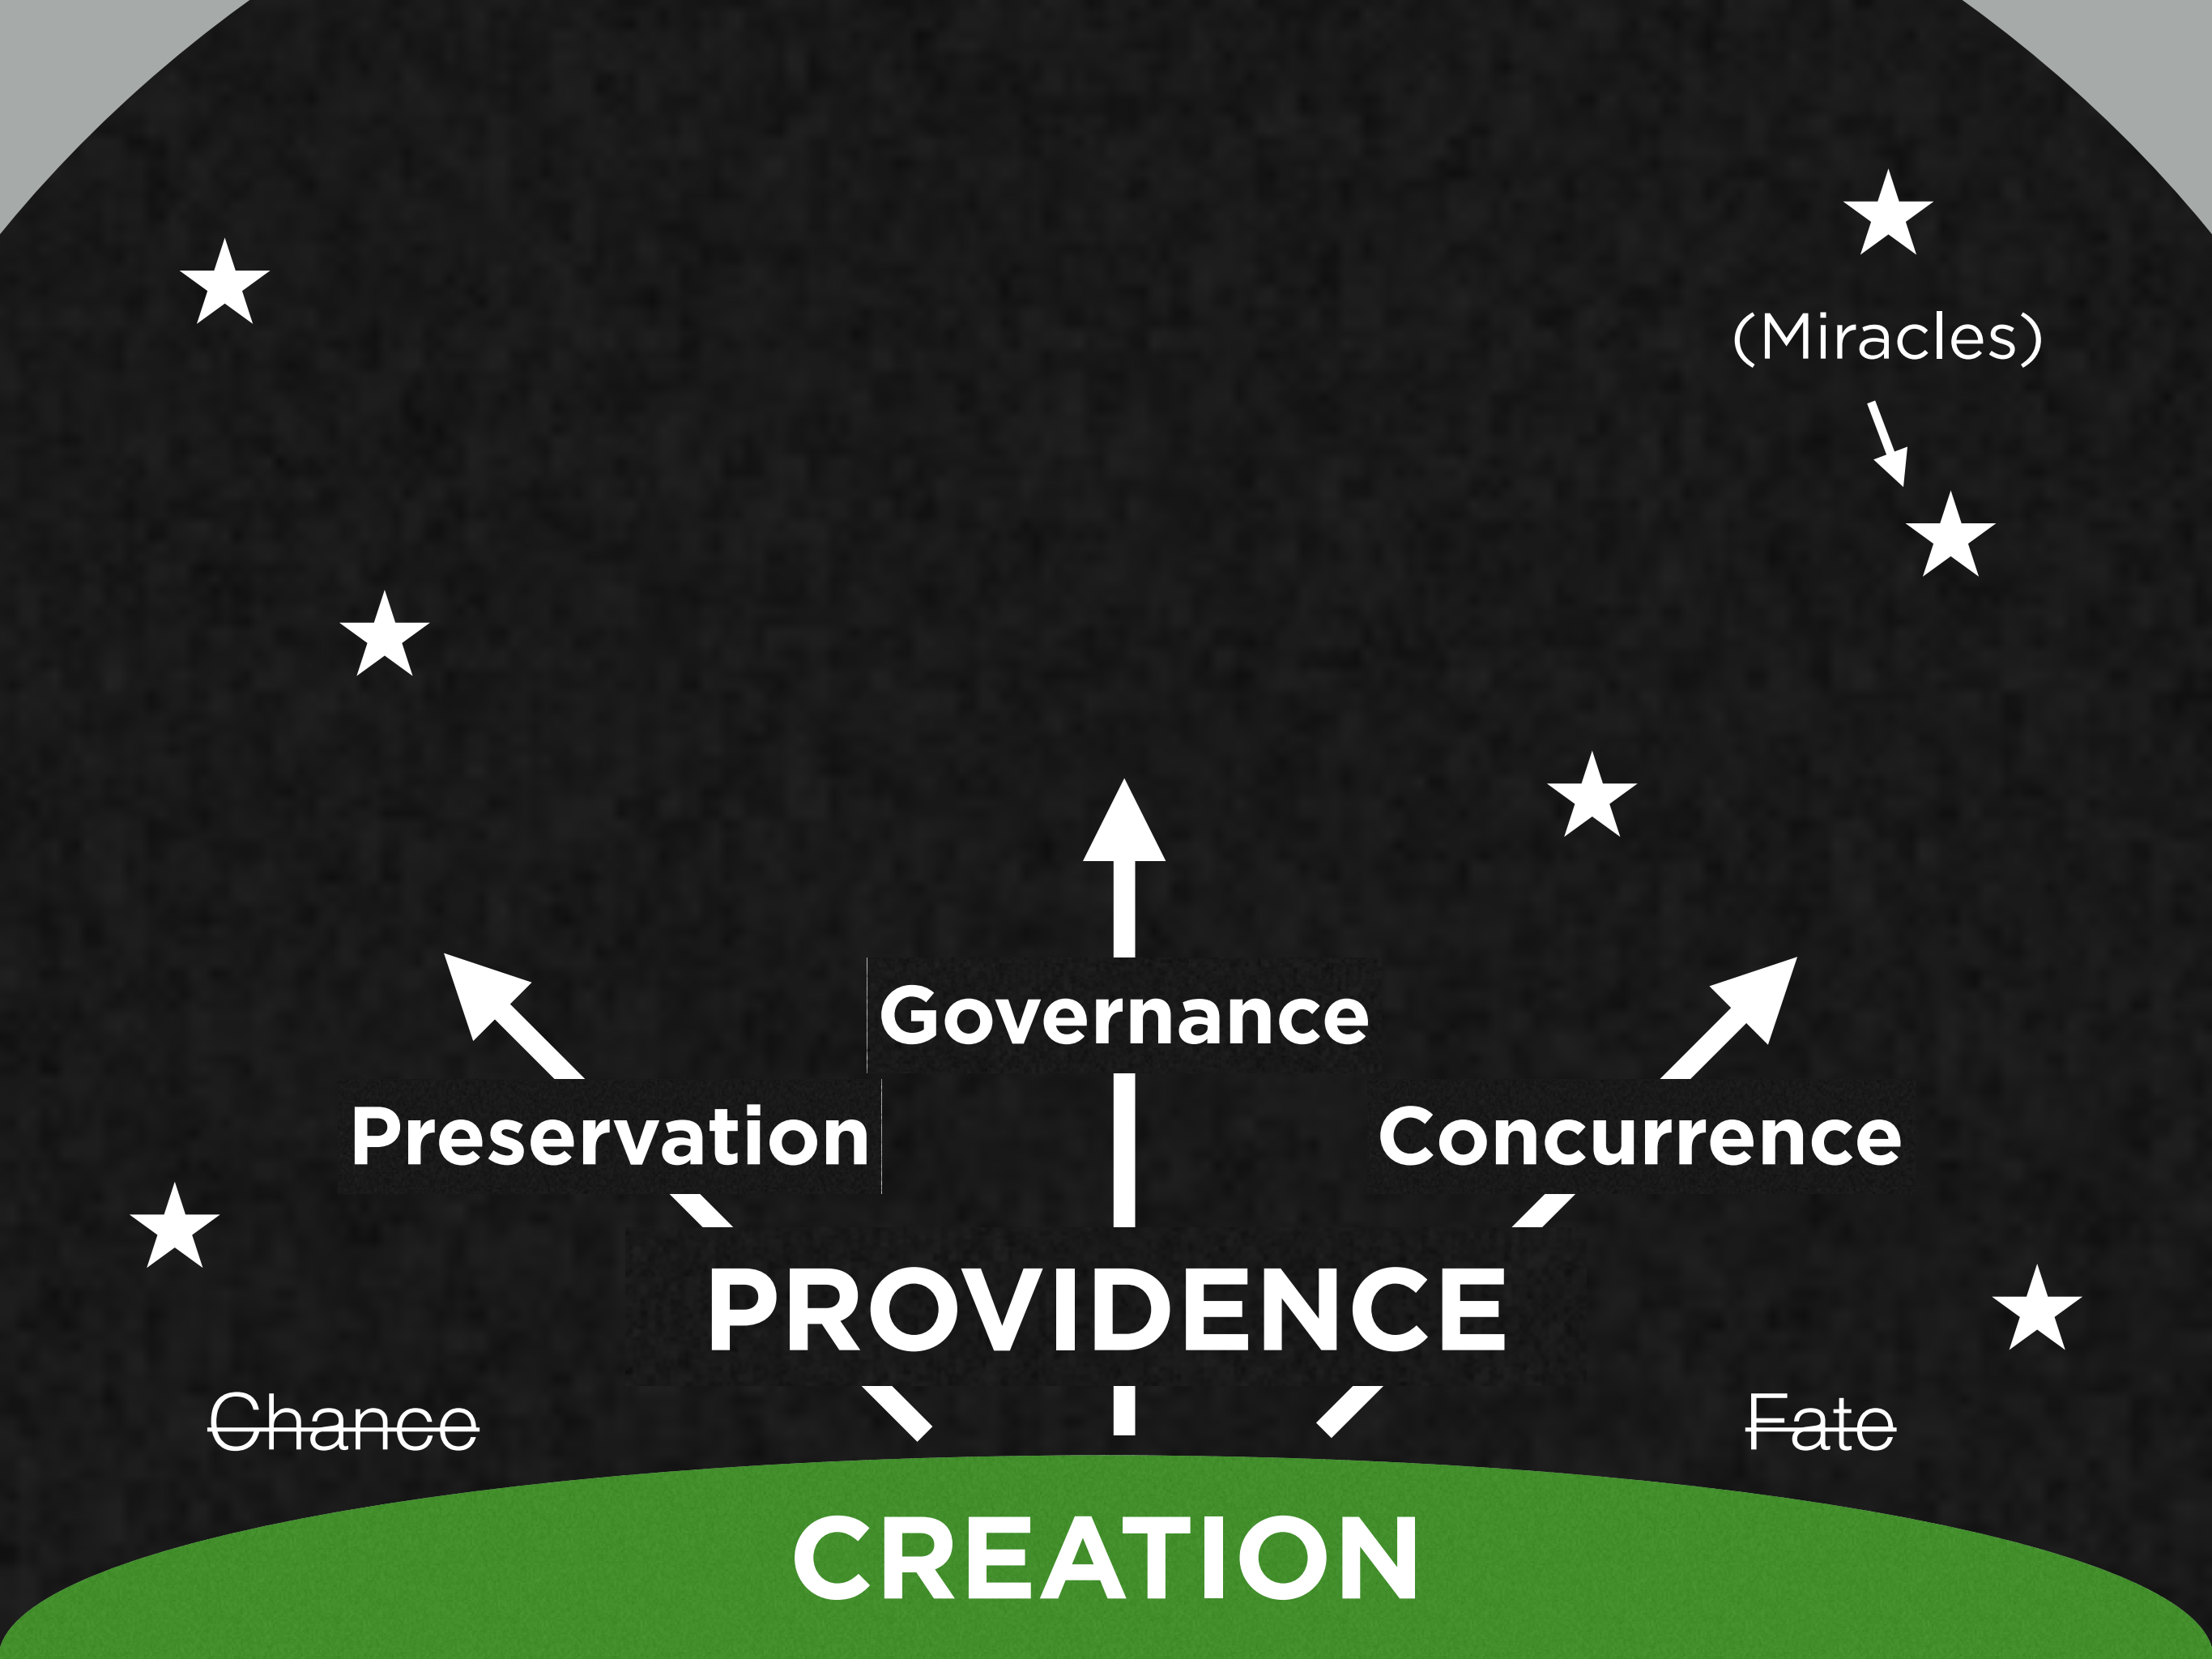 (Miracles)
Governance
Preservation
Concurrence
PROVIDENCE
Chance
Fate
CREATION